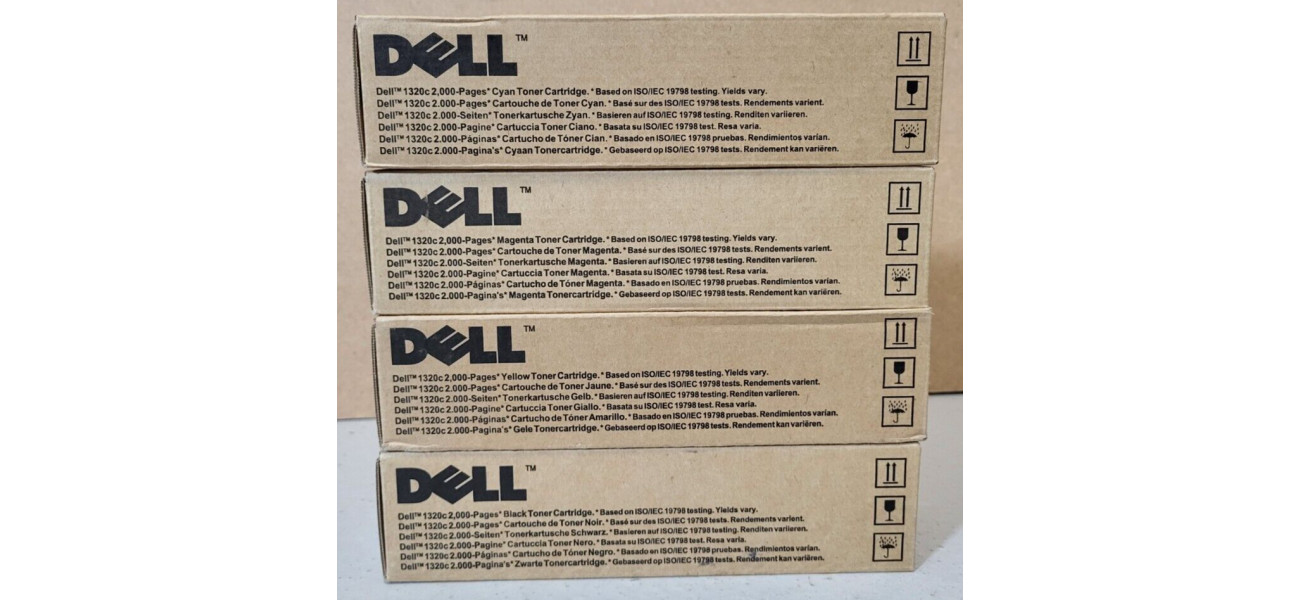 DELL™
Dell™ 1320c 2,000-Pages* Cyan Toner Cartridge. * Based on ISO/IEC 19798 testing. Yields vary.
Dell™ 1320c 2.000-Pages* Cartouche de Toner Cyan. * Basé sur des ISO/IEC 19798 tests. Rendements varient.
Dell™ 1320c 2.000-Seiten* Tonerkartusche Zyan. * Basieren auf ISO/IEC 19798 testing. Renditen variieren.
Dell™ 1320c 2.000-Pagine* Cartuccia Toner Ciano. * Basata su ISO/IEC 19798 test. Resa varia.
Dell™ 1320c 2.000-Páginas* Cartucho de Tóner Cian. * Basado en ISO/IEC 19798 pruebas. Rendimientos varían.
Dell™ 1320c 2.000-Pagina's* Cyaan Tonercartridge. * Gebaseerd op ISO/IEC 19798 tests. Rendement kan variëren.
DELL™
Dell™ 1320c 2,000-Pages* Magenta Toner Cartridge. * Based on ISO/IEC 19798 testing. Yields vary.
Dell™ 1320c 2.000-Pages* Cartouche de Toner Magenta. * Basé sur des ISO/IEC 19798 tests. Rendements varient.
Dell™ 1320c 2.000-Seiten* Tonerkartusche Magenta. * Basieren auf ISO/IEC 19798 testing. Renditen variieren.
Dell™ 1320c 2.000-Pagine* Cartuccia Toner Magenta. * Basata su ISO/IEC 19798 test. Resa varia.
Dell™ 1320c 2.000-Páginas* Cartucho de Tóner Magenta. * Basado en ISO/IEC 19798 pruebas. Rendimientos varían.
Dell™ 1320c 2.000-Pagina's* Magenta Tonercartridge. * Gebaseerd op ISO/IEC 19798 tests. Rendement kan variëren.
DELL™
Dell™ 1320c 2,000-Pages* Yellow Toner Cartridge. * Based on ISO/IEC 19798 testing. Yields vary.
Dell™ 1320c 2.000-Pages* Cartouche de Toner Jaune. * Basé sur des ISO/IEC 19798 tests. Rendements varient.
Dell™ 1320c 2.000-Seiten* Tonerkartusche Gelb. * Basieren auf ISO/IEC 19798 testing. Renditen variieren.
Dell™ 1320c 2.000-Pagine* Cartuccia Toner Giallo. * Basata su ISO/IEC 19798 test. Resa varia.
Dell™ 1320c 2.000-Páginas* Cartucho de Tóner Amarillo. * Basado en ISO/IEC 19798 pruebas. Rendimientos varían.
Dell™ 1320c 2.000-Pagina's* Gele Tonercartridge. * Gebaseerd op ISO/IEC 19798 tests. Rendement kan variëren.
DELL™
Dell™ 1320c 2,000-Pages* Black Toner Cartridge. * Based on ISO/IEC 19798 testing. Yields vary.
Dell™ 1320c 2.000-Pages* Cartouche de Toner Noir. * Basé sur des ISO/IEC 19798 tests. Rendements varient.
Dell™ 1320c 2.000-Seiten* Tonerkartusche Schwarz. * Basieren auf ISO/IEC 19798 testing. Renditen variieren.
Dell™ 1320c 2.000-Pagine* Cartuccia Toner Nero. * Basata su ISO/IEC 19798 test. Resa varia.
Dell™ 1320c 2.000-Páginas* Cartucho de Tóner Negro. * Basado en ISO/IEC 19798 pruebas. Rendimientos varían.
Dell™ 1320c 2.000-Pagina's* Zwarte Tonercartridge. * Gebaseerd op ISO/IEC 19798 tests. Rendement kan variëren.